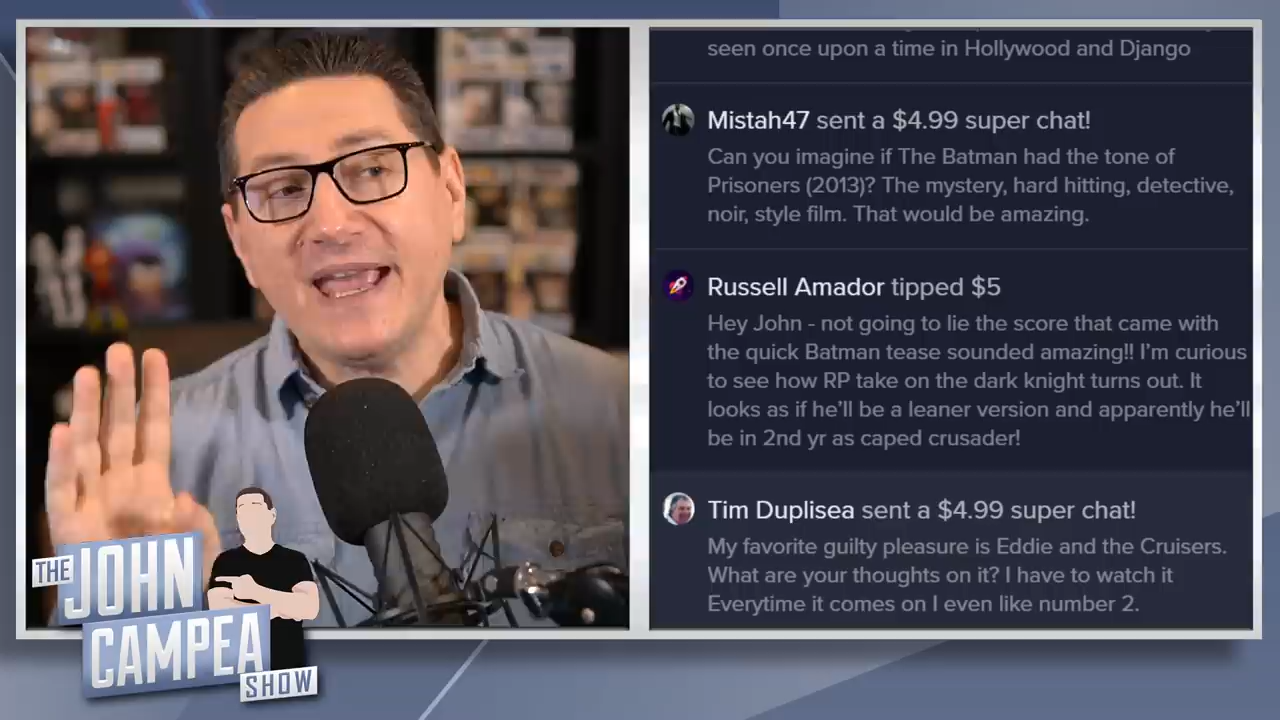 seen once upon a time in Hollywood and Django
Mistah47 sent a $4.99 super chat!
Can you imagine if The Batman had the tone of
Prisoners (2013)? The mystery, hard hitting, detective,
noir, style film. That would be amazing.
Russell Amador tipped $5
Hey John - not going to lie the score that came with
the quick Batman tease sounded amazing!! I'm curious
to see how RP take on the dark knight turns out. It
looks as if he'll be a leaner version and apparently he'll
be in 2nd yr as caped crusader!
Tim Duplisea sent a $4.99 super chat!
My favorite guilty pleasure is Eddie and the Cruisers.
What are your thoughts on it? I have to watch it
Everytime it comes on I even like number 2.
THE JOHN
CAMPEA
SHOW